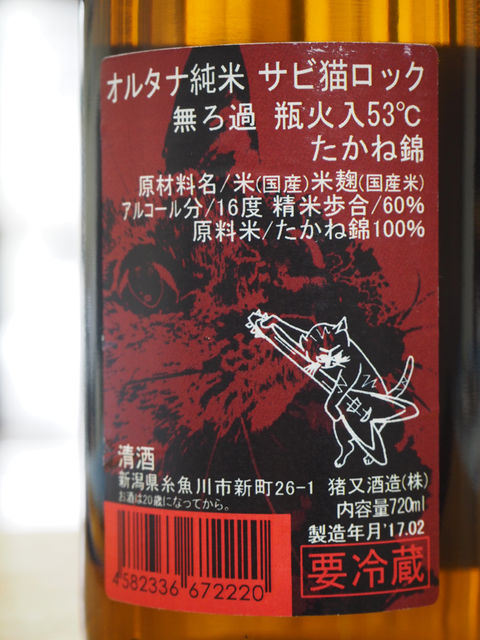 オルタナ純米 サビ猫ロック
無ろ過 瓶火入53℃
たかね錦
原材料名/米(国産)米麹(国産米)
アルコール分/16度 精米歩合/60%
原料米/たかね錦100%
清酒
新潟県糸魚川市新町26-1 猪又酒造(株)
お酒は20歳になってから。
内容量720ml
製造年月'17.02
要冷蔵
4 582336 672220